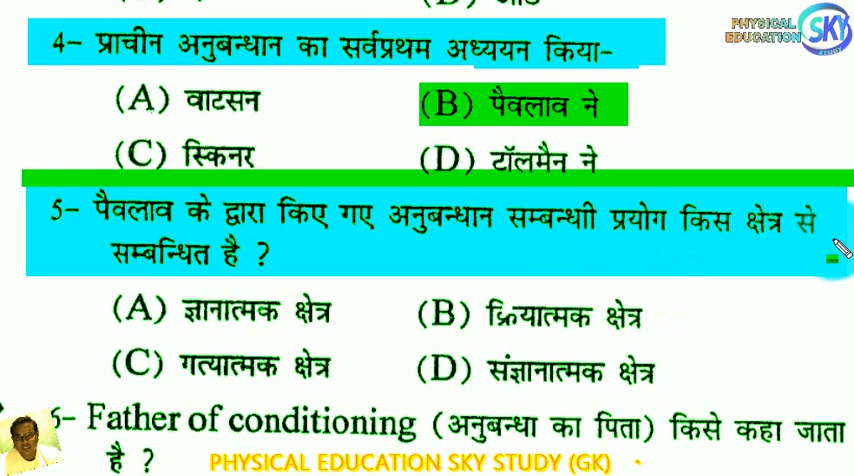 PHYSICAL
EDUCATION
SKY
STUDY
4- प्राचीन अनुबन्धान का सर्वप्रथम अध्ययन किया-
(A) वाटसन (B) पैवलाव ने
(C) स्किनर (D) टॉलमैन ने
5- पैवलाव के द्वारा किए गए अनुबन्धान सम्बन्धाी प्रयोग किस क्षेत्र से
सम्बन्धित है ?
(A) ज्ञानात्मक क्षेत्र (B) क्रियात्मक क्षेत्र
(C) गत्यात्मक क्षेत्र (D) संज्ञानात्मक क्षेत्र
6- Father of conditioning (अनुबन्धा का पिता) किसे कहा जाता
है ?
PHYSICAL EDUCATION SKY STUDY (GK)